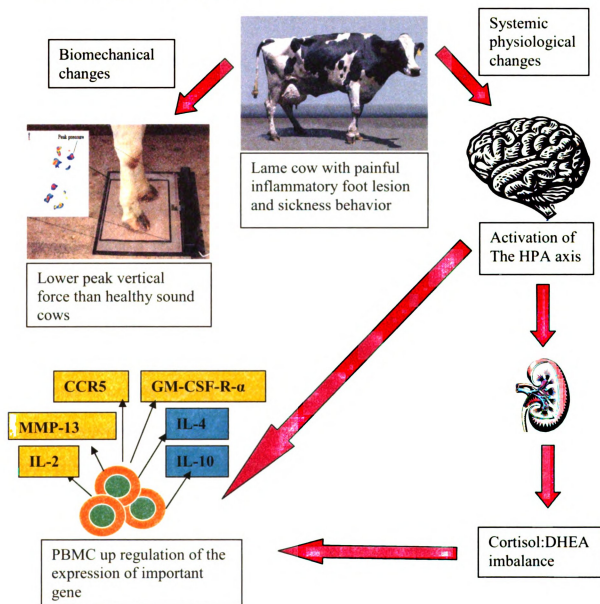 Biomechanical
changes
Systemic
physiological
changes
Peak pressure
Lame cow with painful
inflammatory foot lesion
and sickness behavior
Activation of
The HPA axis
Lower peak vertical
force than healthy sound
cows
CCR5
GM-CSF-R-α
MMP-13
IL-4
IL-2
IL-10
PBMC up regulation of the
expression of important
gene
Cortisol:DHEA
imbalance